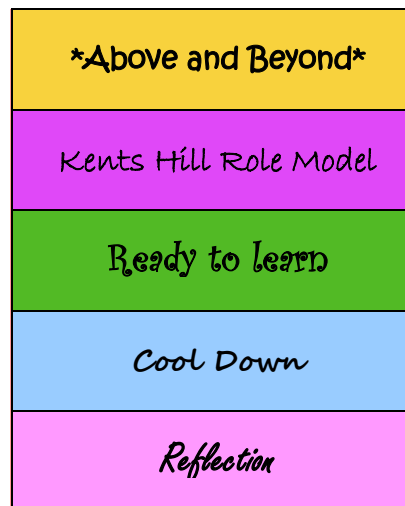 *Above and Beyond*
Kents Hill Role Model
Ready to learn
Cool Down
Reflection